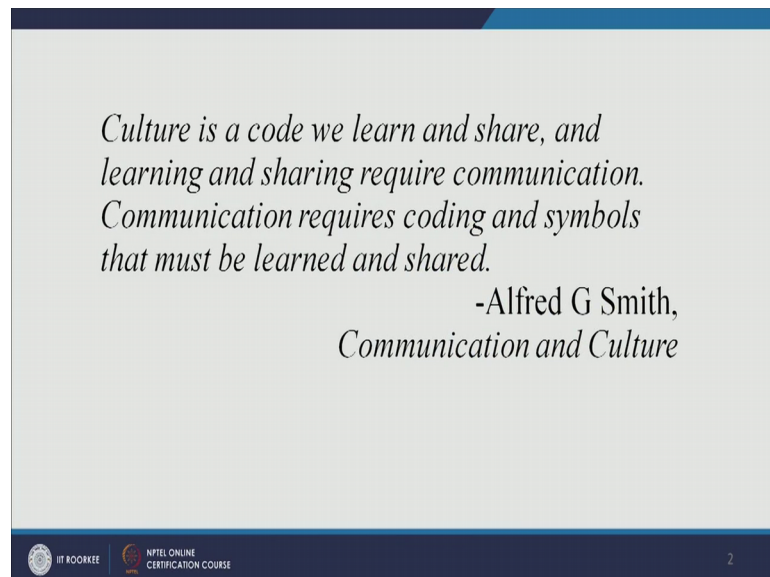 Culture is a code we learn and share, and
learning and sharing require communication.
Communication requires coding and symbols
that must be learned and shared.
-Alfred G Smith,
Communication and Culture
IIT ROORKEE
NPTEL
NPTEL ONLINE
CERTIFICATION COURSE
2